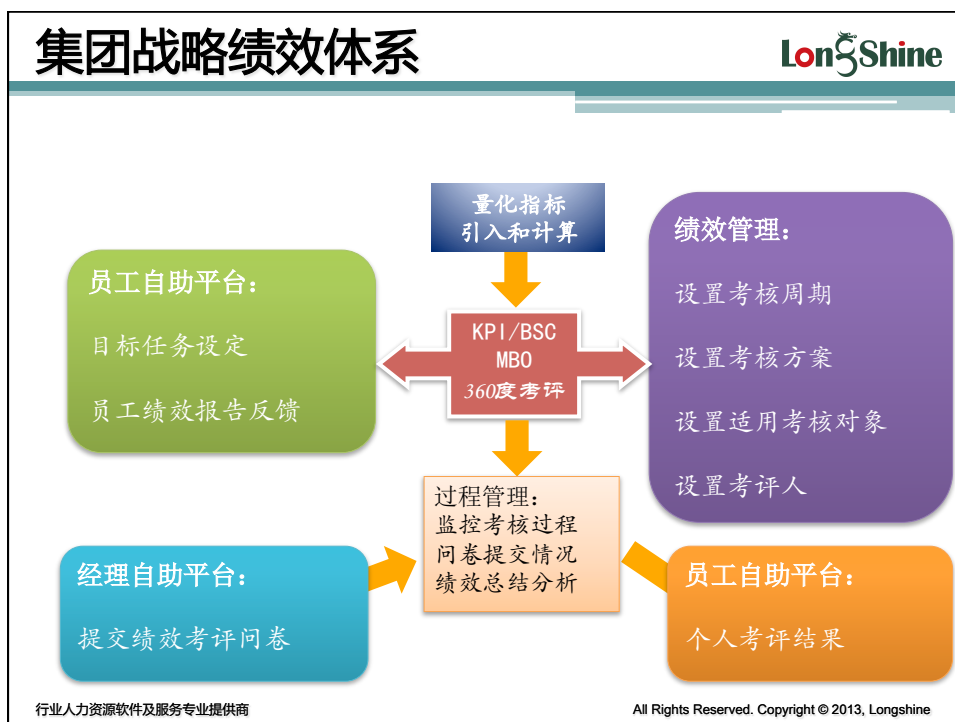 集团战略绩效体系
LongShine
量化指标
引入和计算
绩效管理：
设置考核周期
设置考核方案
设置适用考核对象
设置考评人
员工自助平台：
目标任务设定
员工绩效报告反馈
KPI/BSC
MBO
360度考评
过程管理：
监控考核过程
问卷提交情况
绩效总结分析
经理自助平台：
提交绩效考评问卷
员工自助平台：
个人考评结果
行业人力资源软件及服务专业提供商
All Rights Reserved. Copyright © 2013, Longshine